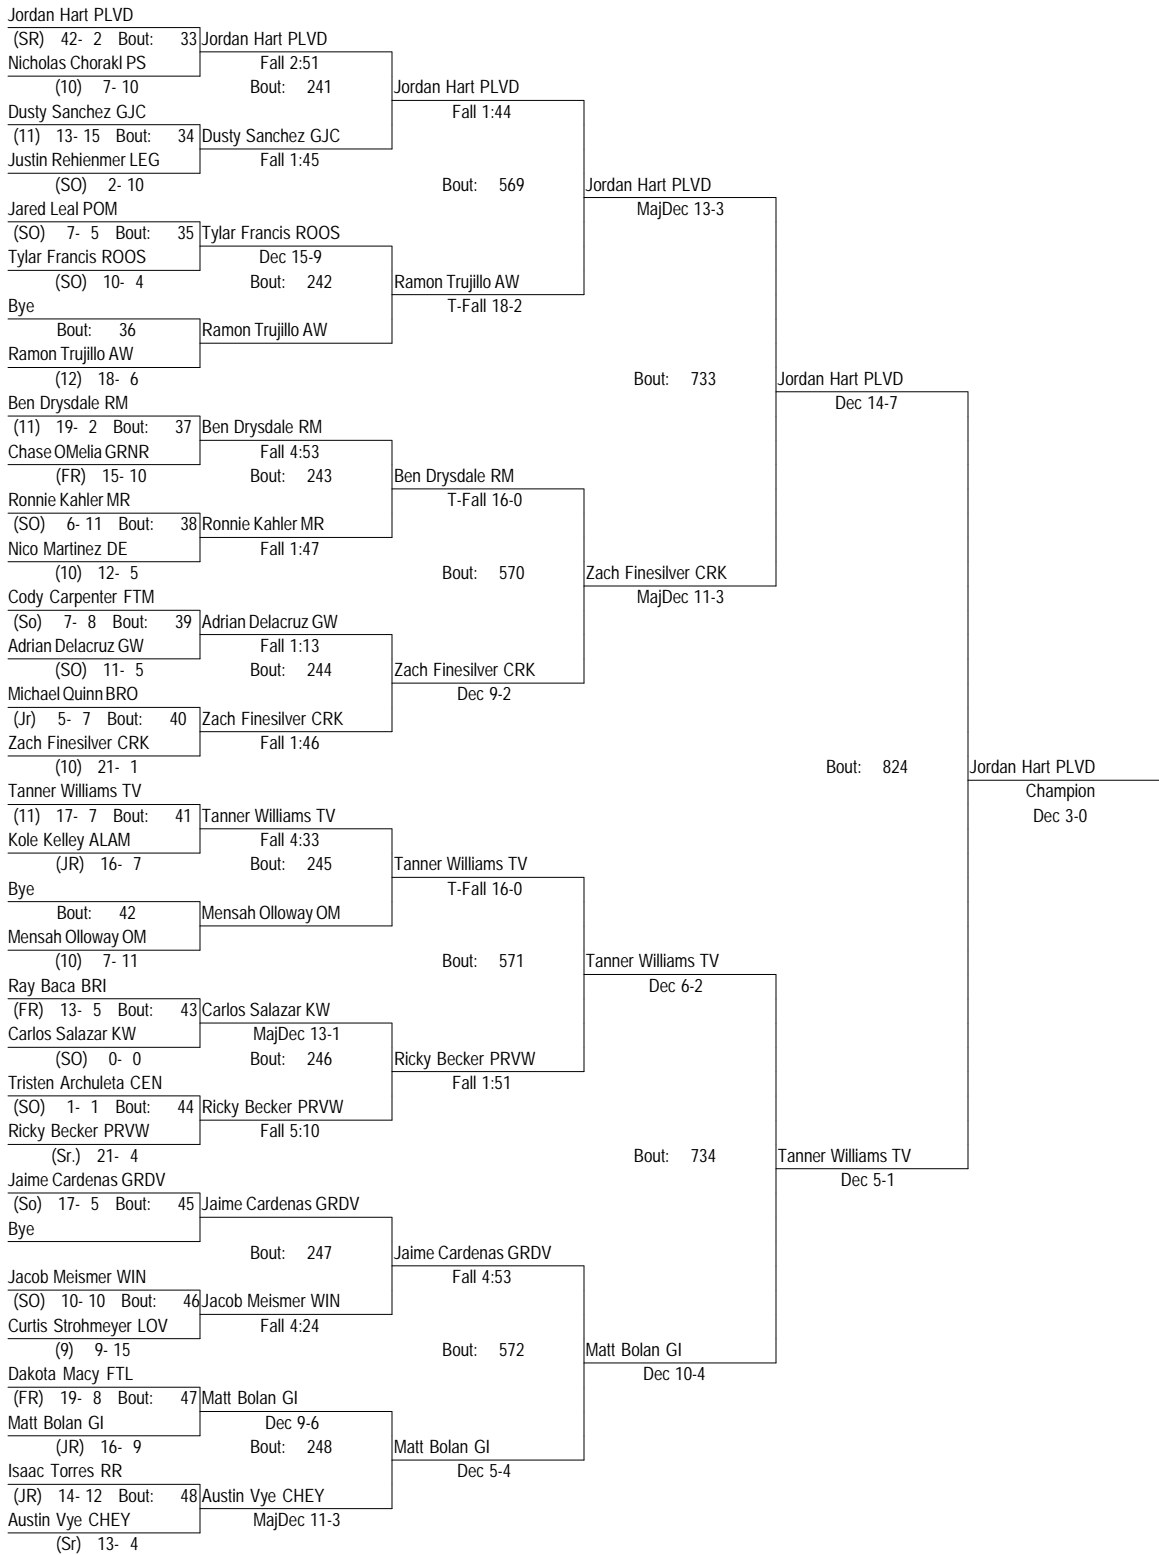 Jordan Hart PLVD
(SR) 42- 2 Bout: 33 Jordan Hart PLVD
Nicholas Chorakl PS Fall 2:51
(10) 7- 10 Bout: 241 Jordan Hart PLVD
Dusty Sanchez GJC Fall 1:44
(11) 13- 15 Bout: 34 Dusty Sanchez GJC
Justin Rehienmer LEG Fall 1:45
(SO) 2- 10 Bout: 569 Jordan Hart PLVD
Jared Leal POM MajDec 13-3
(SO) 7- 5 Bout: 35 Tylar Francis ROOS
Tylar Francis ROOS Dec 15-9
(SO) 10- 4 Bout: 242 Ramon Trujillo AW
Bye T-Fall 18-2
Bout: 36 Ramon Trujillo AW
Ramon Trujillo AW
(12) 18- 6 Bout: 733 Jordan Hart PLVD
Ben Drysdale RM Dec 14-7
(11) 19- 2 Bout: 37 Ben Drysdale RM
Chase OMelia GRNR Fall 4:53
(FR) 15- 10 Bout: 243 Ben Drysdale RM
Ronnie Kahler MR T-Fall 16-0
(SO) 6- 11 Bout: 38 Ronnie Kahler MR
Nico Martinez DE Fall 1:47
(10) 12- 5 Bout: 570 Zach Finesilver CRK
Cody Carpenter FTM MajDec 11-3
(So) 7- 8 Bout: 39 Adrian Delacruz GW
Adrian Delacruz GW Fall 1:13
(SO) 11- 5 Bout: 244 Zach Finesilver CRK
Michael Quinn BRO Dec 9-2
(Jr) 5- 7 Bout: 40 Zach Finesilver CRK
Zach Finesilver CRK Fall 1:46
(10) 21- 1 Bout: 824 Jordan Hart PLVD
Tanner Williams TV Champion
(11) 17- 7 Bout: 41 Tanner Williams TV Dec 3-0
Kole Kelley ALAM Fall 4:33
(JR) 16- 7 Bout: 245 Tanner Williams TV
Bye T-Fall 16-0
Bout: 42 Mensah Olloway OM
Mensah Olloway OM
(10) 7- 11 Bout: 571 Tanner Williams TV
Ray Baca BRI Dec 6-2
(FR) 13- 5 Bout: 43 Carlos Salazar KW
Carlos Salazar KW MajDec 13-1
(SO) 0- 0 Bout: 246 Ricky Becker PRVW
Tristen Archuleta CEN Fall 1:51
(SO) 1- 1 Bout: 44 Ricky Becker PRVW
Ricky Becker PRVW Fall 5:10
(Sr.) 21- 4 Bout: 734 Tanner Williams TV
Jaime Cardenas GRDV Dec 5-1
(So) 17- 5 Bout: 45 Jaime Cardenas GRDV
Bye
Bout: 247 Jaime Cardenas GRDV
Jacob Meismer WIN Fall 4:53
(SO) 10- 10 Bout: 46 Jacob Meismer WIN
Curtis Strohmeyer LOV Fall 4:24
(9) 9- 15 Bout: 572 Matt Bolan GI
Dakota Macy FTL Dec 10-4
(FR) 19- 8 Bout: 47 Matt Bolan GI
Matt Bolan GI Dec 9-6
(JR) 16- 9 Bout: 248 Matt Bolan GI
Isaac Torres RR Dec 5-4
(JR) 14- 12 Bout: 48 Austin Vye CHEY
Austin Vye CHEY MajDec 11-3
(Sr) 13- 4